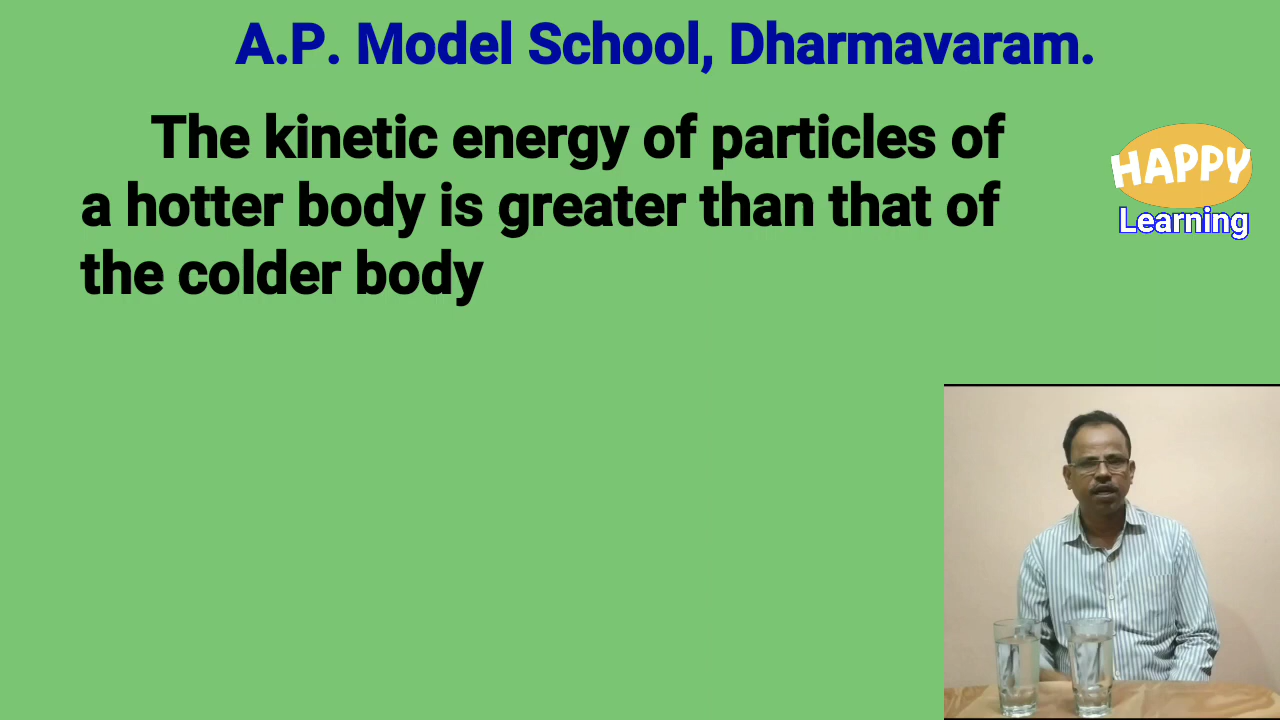 A.P. Model School, Dharmavaram.
The kinetic energy of particles of
a hotter body is greater than that of
the colder body
HAPPY
Learning